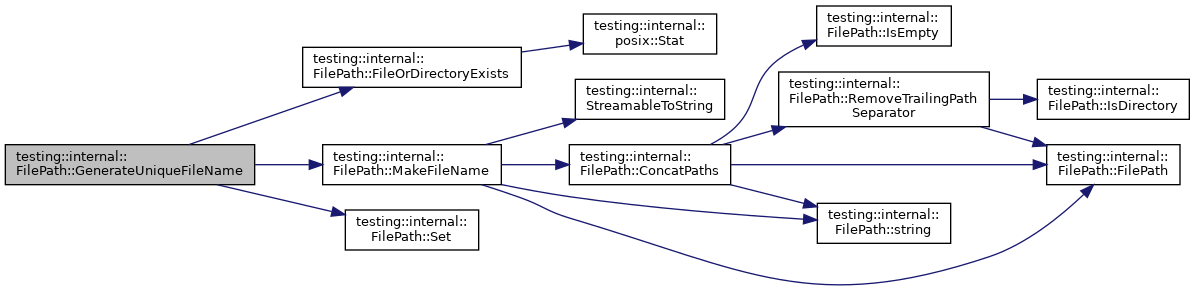 testing::internal::
FilePath::GenerateUniqueFileName
testing::internal::
FilePath::FileOrDirectoryExists
testing::internal::
FilePath::MakeFileName
testing::internal::
FilePath::Set
testing::internal::
posix::Stat
testing::internal::
StreamableToString
testing::internal::
FilePath::ConcatPaths
testing::internal::
FilePath::IsEmpty
testing::internal::
FilePath::RemoveTrailingPath
Separator
testing::internal::
FilePath::string
testing::internal::
FilePath::IsDirectory
testing::internal::
FilePath::FilePath